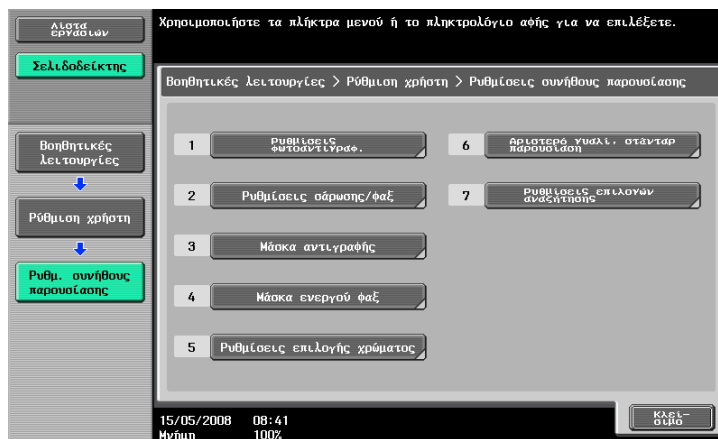 Λίστα
εργασιών
Χρησιμοποιήστε τα πλήκτρα μενού ή το πληκτρολόγιο αφής για να επιλέξετε.
Σελιδοδείκτης
Βοηθητικές λειτουργίες > Ρύθμιση χρήστη > Ρυθμίσεις συνήθους παρουσίασης
Βοηθητικές
λειτουργίες
Ρύθμιση χρήστη
Ρυθμ. συνήθους
παρουσίασης
1 Ρυθμίσεις
φωτοαντιγραφ.
2 Ρυθμίσεις σάρωσης/φαξ
3 Μάσκα αντιγραφής
4 Μάσκα ενεργού φαξ
5 Ρυθμίσεις επιλογής χρώματος
6 Αριστερό γυαλί, στάνταρ
παρουσίαση
7 Ρυθμίσεις επιλογών
αναζήτησης
15/05/2008 08:41
Μνήμη 100%
Κλεί-
σιμο